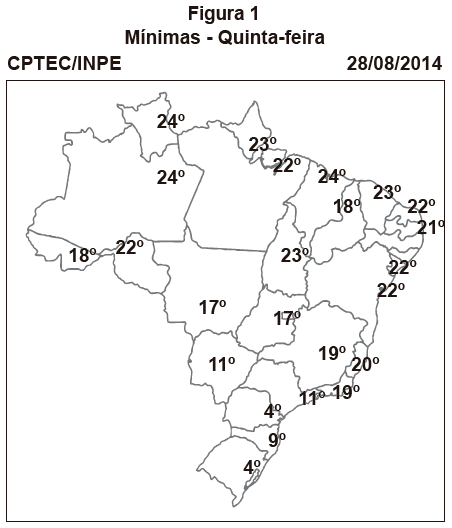 Figura 1
Mínimas - Quinta-feira
CPTEC/INPE 28/08/2014
24º
23º
22º
24º
24º
23º
18º
22º
21º
22º
18º
23º
22º
22º
17º
17º
19º
11º
20º
19º
11º
4º
9º
4º